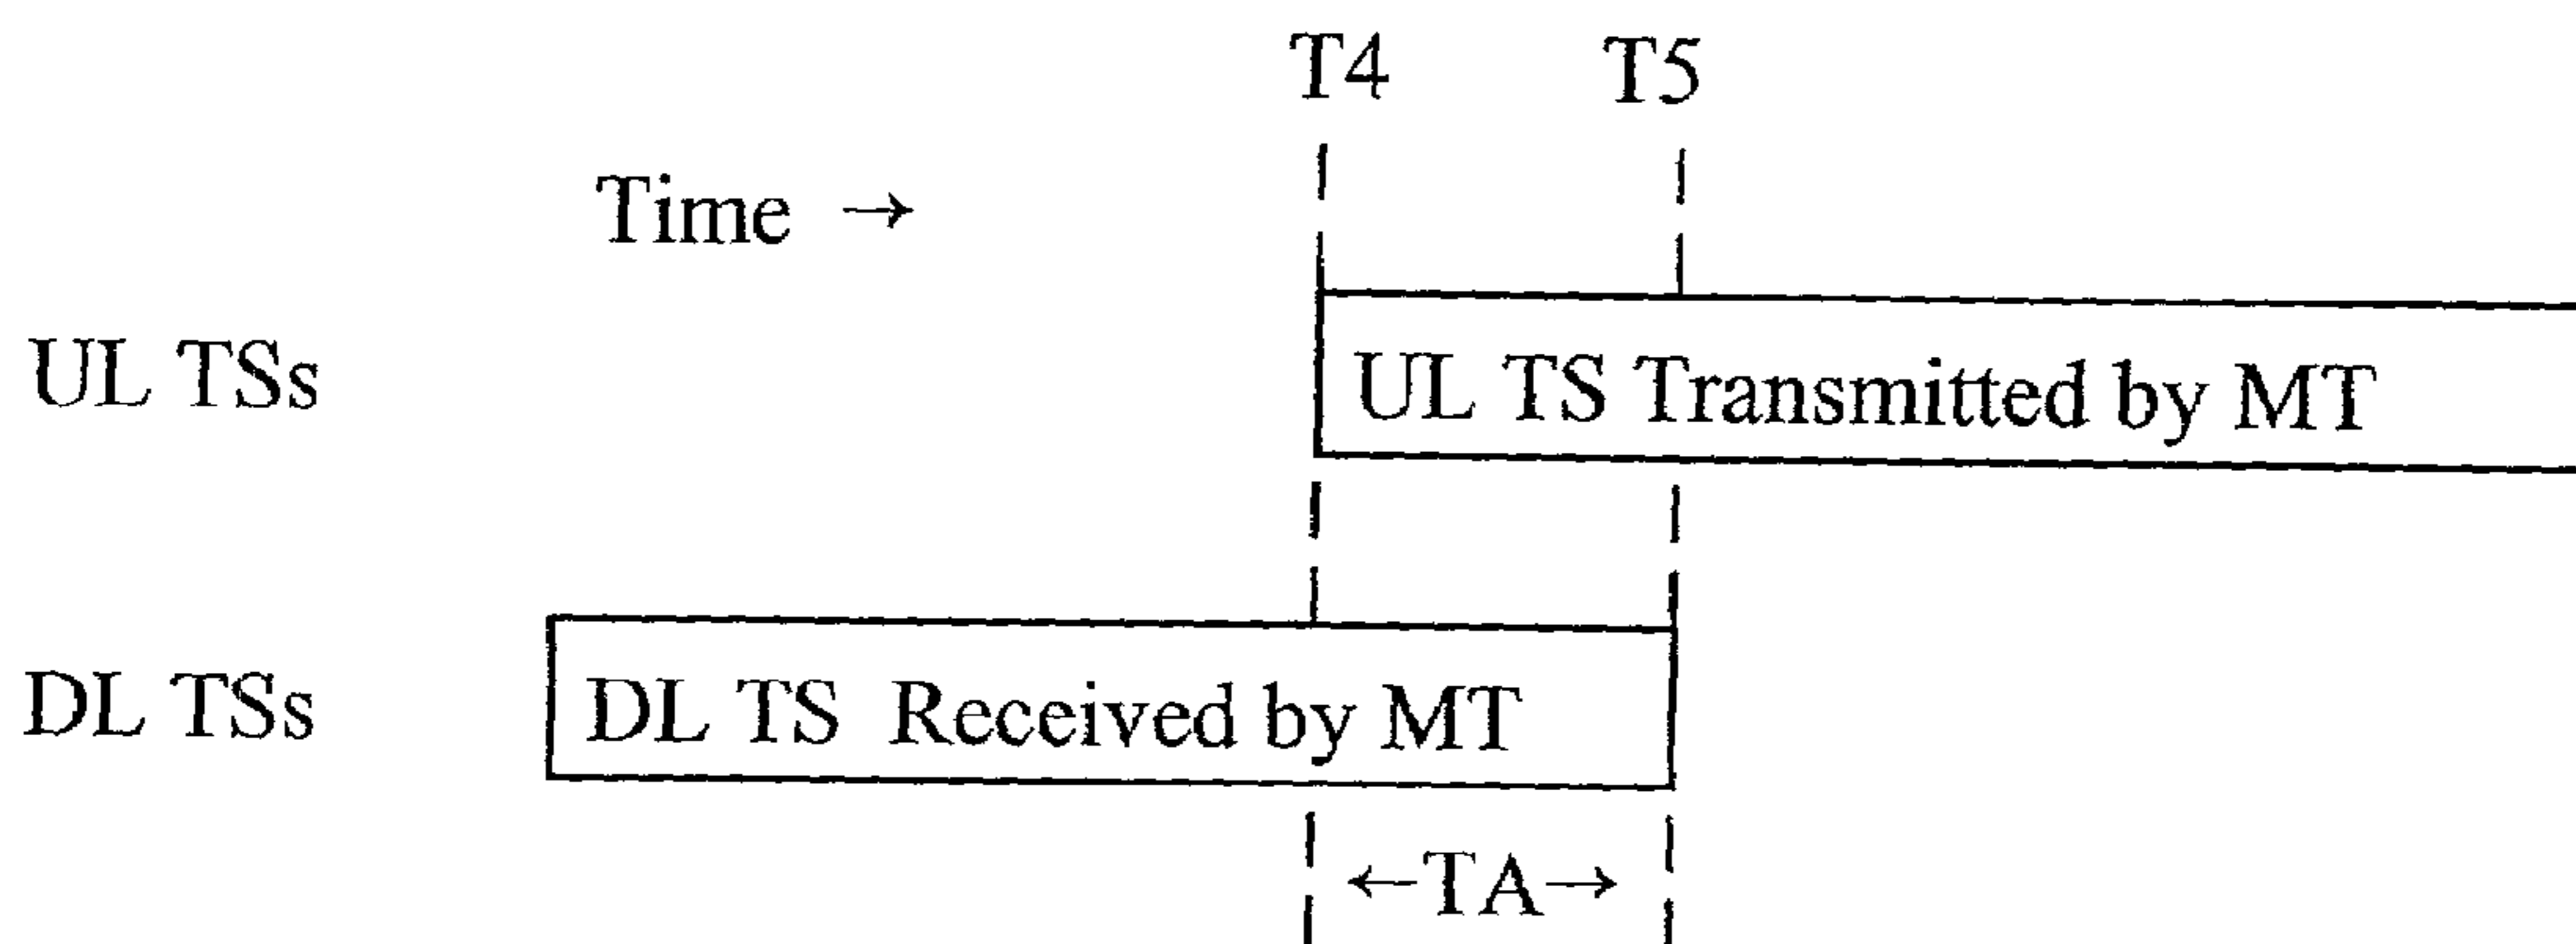 T4 T5
Time →
UL TSs UL TS Transmitted by MT
DL TSs DL TS Received by MT
←TA→